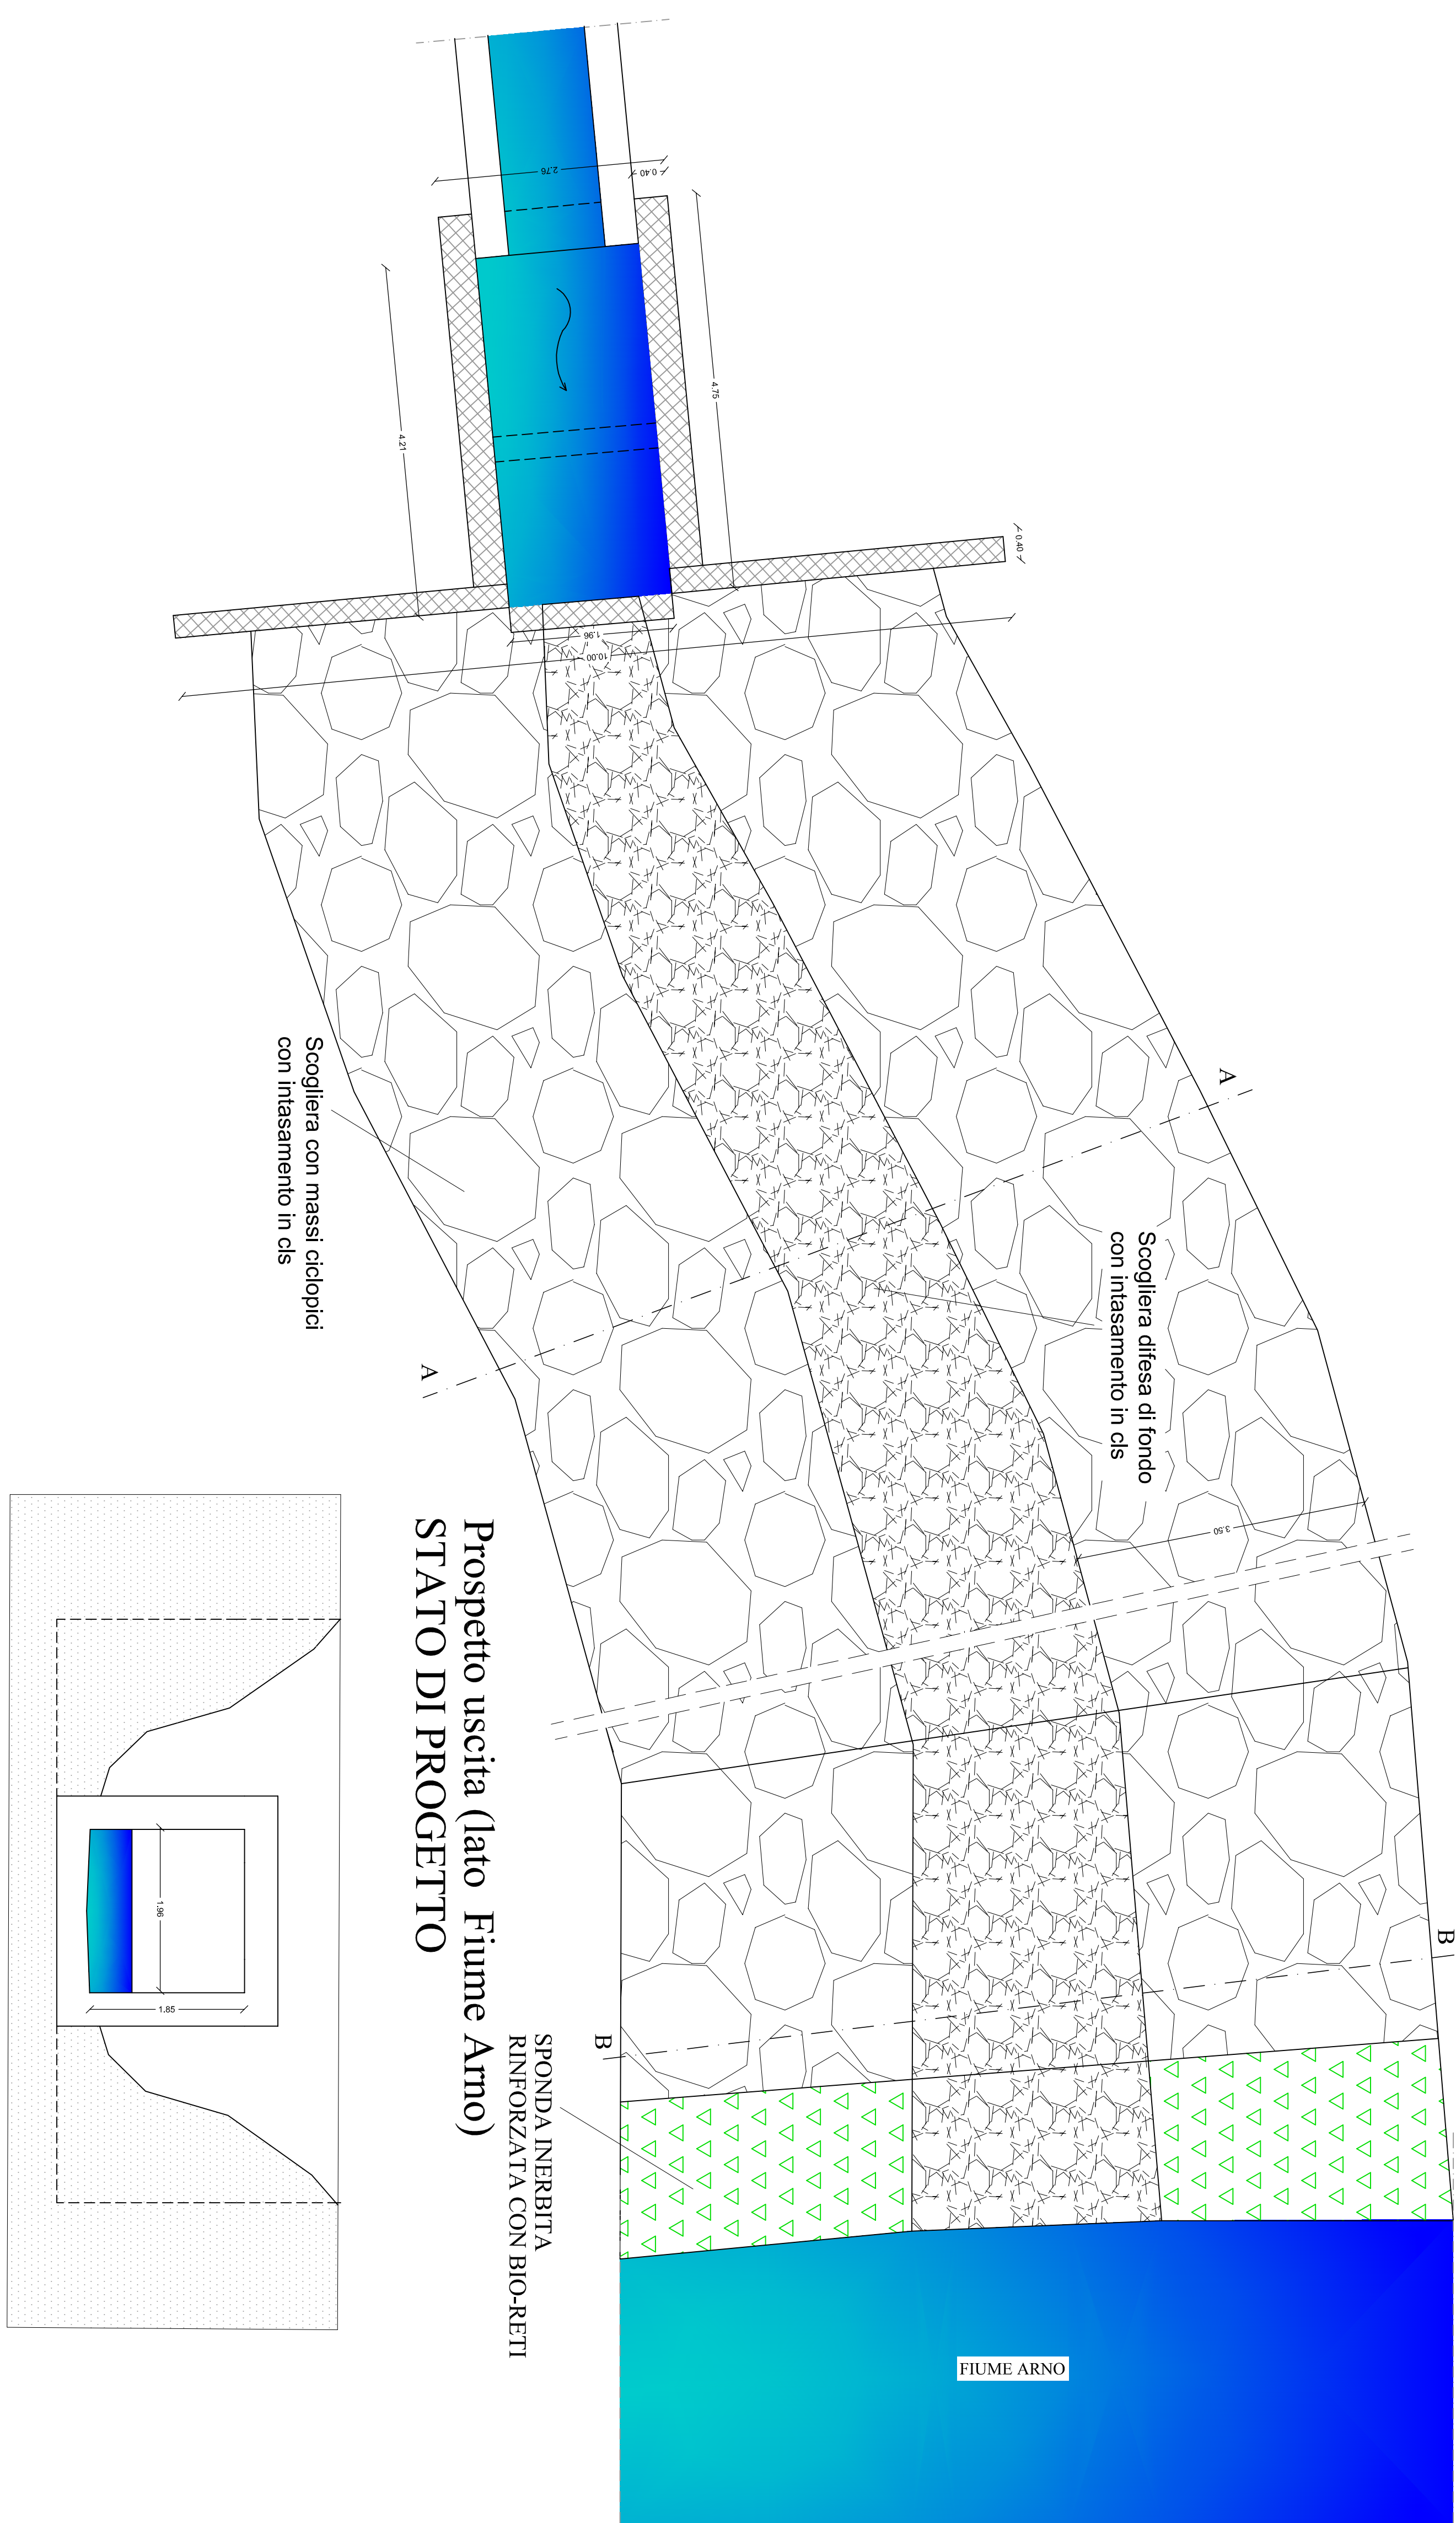 2.76
0.40
4.75
4.21
0.40
1.96
10.00
A
Scogliera con massi ciclopici
con intasamento in cls
Scogliera difesa di fondo
con intasamento in cls
A
3.50
Prospetto uscita (lato Fiume Arno)
STATO DI PROGETTO
B
B
SPONDA INERBITA
RINFORZATA CON BIO-RETI
1.96
1.85
FIUME ARNO